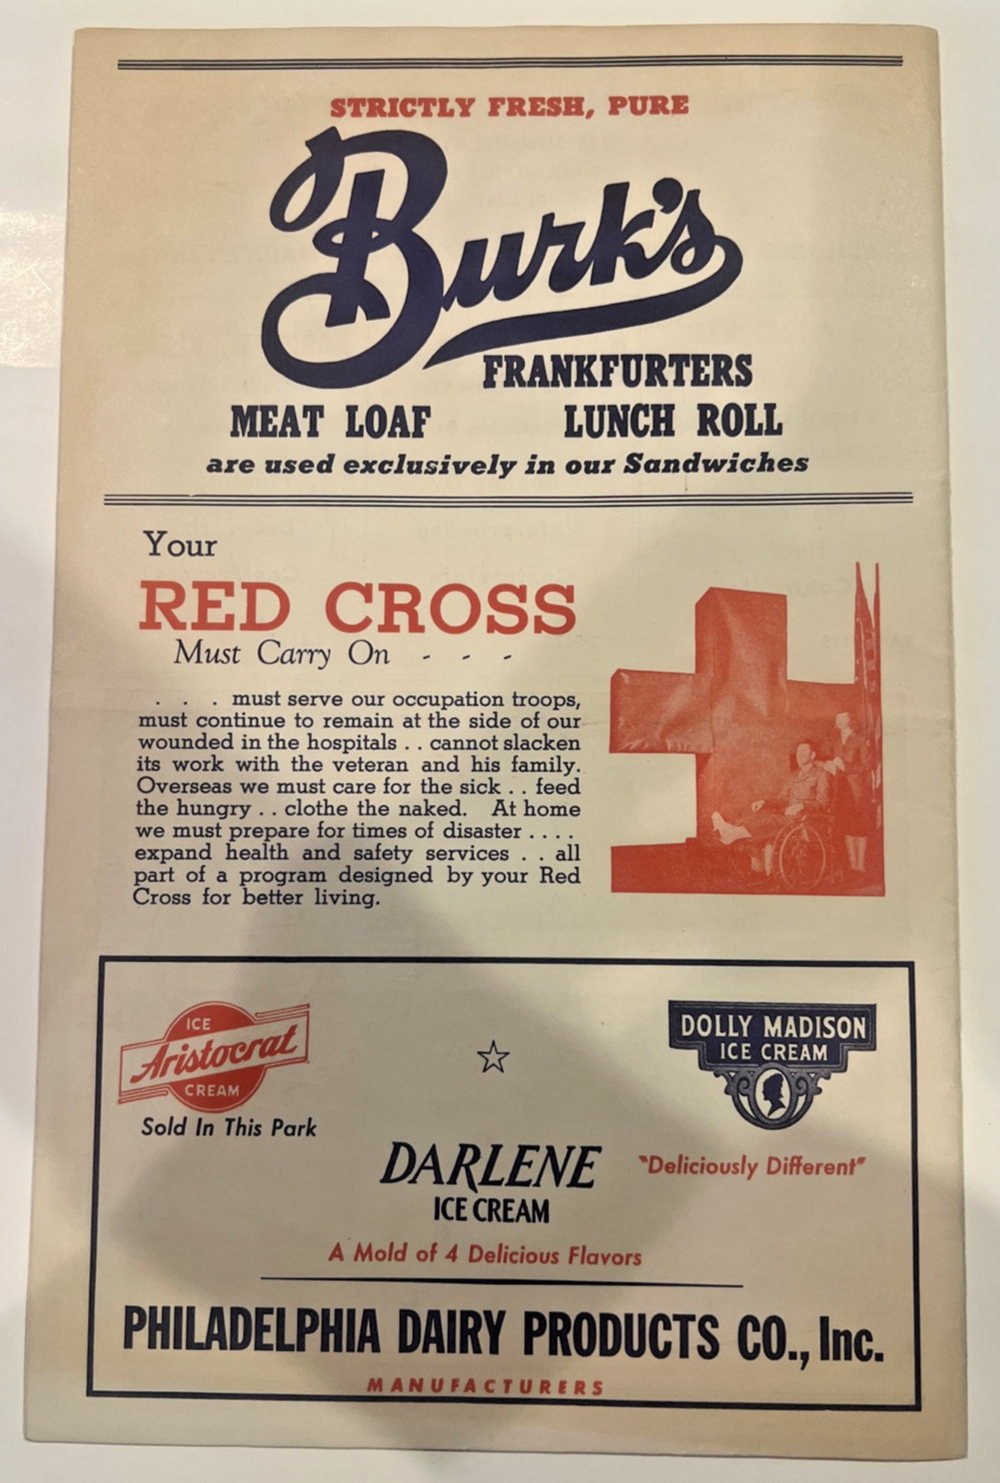 STRICTLY FRESH, PURE
Burk's
FRANKFURTERS
MEAT LOAF LUNCH ROLL
are used exclusively in our Sandwiches
Your
RED CROSS
Must Carry On - - -
. . . must serve our occupation troops,
must continue to remain at the side of our
wounded in the hospitals . . cannot slacken
its work with the veteran and his family.
Overseas we must care for the sick . . feed
the hungry . . clothe the naked. At home
we must prepare for times of disaster . . . .
expand health and safety services . . all
part of a program designed by your Red
Cross for better living.
ICE
Aristocrat
CREAM
Sold In This Park
DOLLY MADISON
ICE CREAM
"Deliciously Different"
DARLENE
ICE CREAM
A Mold of 4 Delicious Flavors
PHILADELPHIA DAIRY PRODUCTS CO., Inc.
MANUFACTURERS